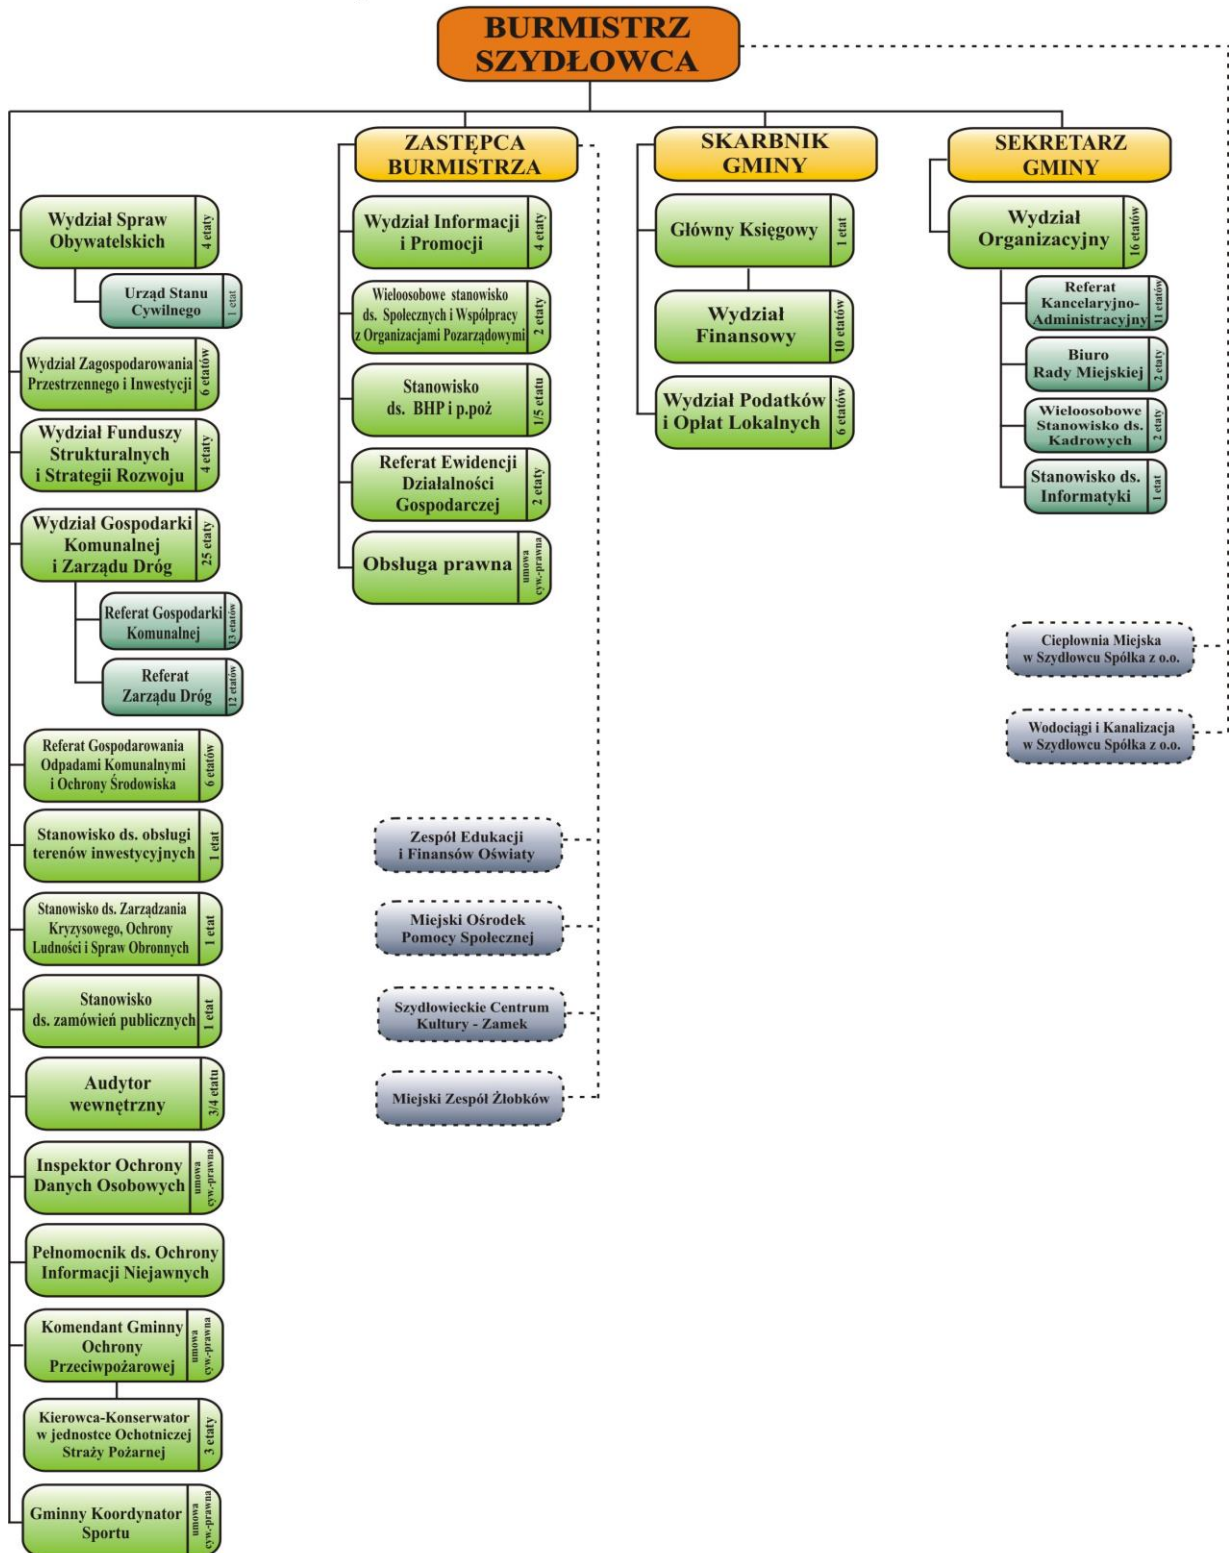 BURMISTRZ
SZYDŁOWCA
Wydział Spraw
Obywatelskich
4 etaty
Urząd Stanu
Cywilnego
1 etat
Wydział Zagospodarowania
Przestrzennego i Inwestycji
6 etatów
Wydział Funduszy
Strukturalnych
i Strategii Rozwoju
4 etaty
Wydział Gospodarki
Komunalnej
i Zarządu Dróg
25 etaty
Referat Gospodarki
Komunalnej
13 etatów
Referat
Zarządu Dróg
12 etatów
Referat Gospodarowania
Odpadami Komunalnymi
i Ochrony Środowiska
6 etatów
Stanowisko ds. obsługi
terenów inwestycyjnych
1 etat
Stanowisko ds. Zarządzania
Kryzysowego, Ochrony
Ludności i Spraw Obronnych
1 etat
Stanowisko
ds. zamówień publicznych
1 etat
Audytor
wewnętrzny
3/4 etatu
Inspektor Ochrony
Danych Osobowych
umowa
cyw.-prawna
Pełnomocnik ds. Ochrony
Informacji Niejawnych
Komendant Gminny
Ochrony
Przeciwpożarowej
umowa
cyw.-prawna
Kierowca-Konserwator
w jednostce Ochotniczej
Straży Pożarnej
3 etaty
Gminny Koordynator
Sportu
umowa
cyw.-prawna
ZASTĘPCA
BURMISTRZA
Wydział Informacji
i Promocji
4 etaty
Wieloosobowe stanowisko
ds. Społecznych i Współpracy
z Organizacjami Pozarządowymi
2 etaty
Stanowisko
ds. BHP i p.poż
1/5 etatu
Referat Ewidencji
Działalności
Gospodarczej
2 etaty
Obsługa prawna
umowa
cyw.-prawna
Zespół Edukacji
i Finansów Oświaty
Miejski Ośrodek
Pomocy Społecznej
Szydłowieckie Centrum
Kultury - Zamek
Miejski Zespół Żłobków
SKARBNIK
GMINY
Główny Księgowy
1 etat
Wydział
Finansowy
10 etatów
Wydział Podatków
i Opłat Lokalnych
6 etatów
SEKRETARZ
GMINY
Wydział
Organizacyjny
16 etatów
Referat
Kancelaryjno-
Administracyjny
11 etatów
Biuro
Rady Miejskiej
2 etaty
Wieloosobowe
Stanowisko ds.
Kadrowych
2 etaty
Stanowisko ds.
Informatyki
1 etat
Ciepłownia Miejska
w Szydłowcu Spółka z o.o.
Wodociągi i Kanalizacja
w Szydłowcu Spółka z o.o.